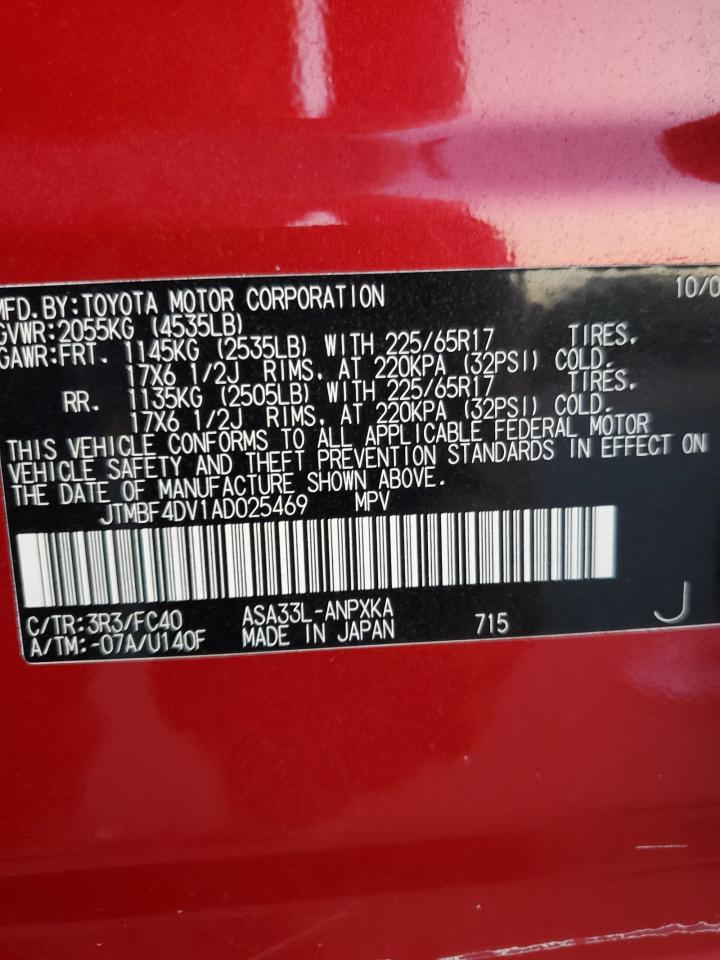 MFD. BY:TOYOTA MOTOR CORPORATION 10/0
GVWR:2055KG (4535LB)
GAWR:FRT. 1145KG (2535LB) WITH 225/65R17 TIRES,
17X6 1/2J RIMS, AT 220KPA (32PSI) COLD.
RR. 1135KG (2505LB) WITH 225/65R17 TIRES,
17X6 1/2J RIMS, AT 220KPA (32PSI) COLD.
THIS VEHICLE CONFORMS TO ALL APPLICABLE FEDERAL MOTOR
VEHICLE SAFETY AND THEFT PREVENTION STANDARDS IN EFFECT ON
THE DATE OF MANUFACTURE SHOWN ABOVE.
JTMBF4DV1AD025469 MPV
C/TR:3R3/FC40 ASA33L-ANPXKA
A/TM:-07A/U140F MADE IN JAPAN 715 J